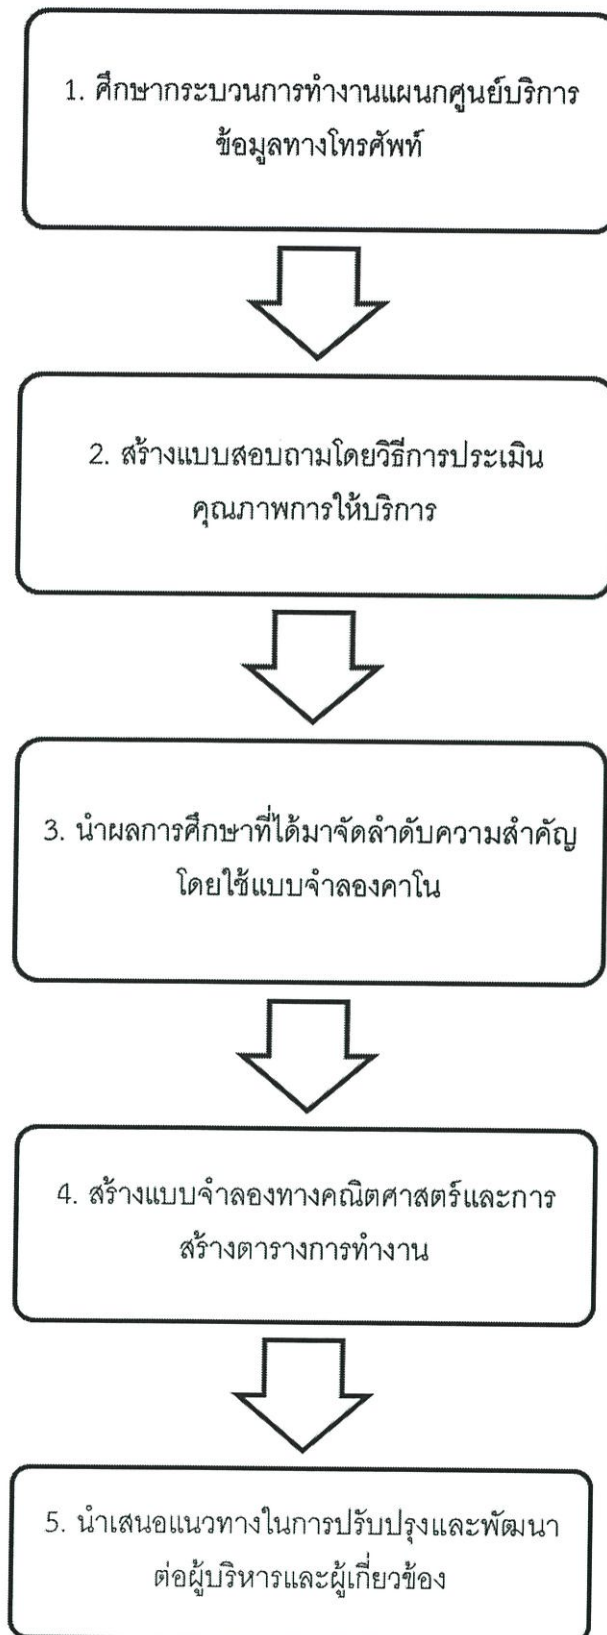 1. ศึกษากระบวนการทำงานแผนกศูนย์บริการ
ข้อมูลทางโทรศัพท์
2. สร้างแบบสอบถามโดยวิธีการประเมิน
คุณภาพการให้บริการ
3. นำผลการศึกษาที่ได้มาจัดลำดับความสำคัญ
โดยใช้แบบจำลองคาโน
4. สร้างแบบจำลองทางคณิตศาสตร์และการ
สร้างตารางการทำงาน
5. นำเสนอแนวทางในการปรับปรุงและพัฒนา
ต่อผู้บริหารและผู้เกี่ยวข้อง